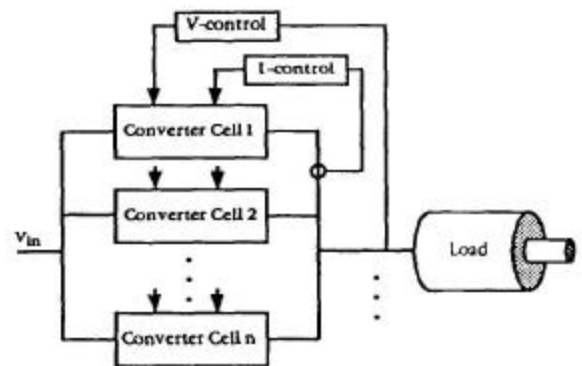 V-control
I-control
Converter Cell 1
Converter Cell 2
Vin
Load
Converter Cell n